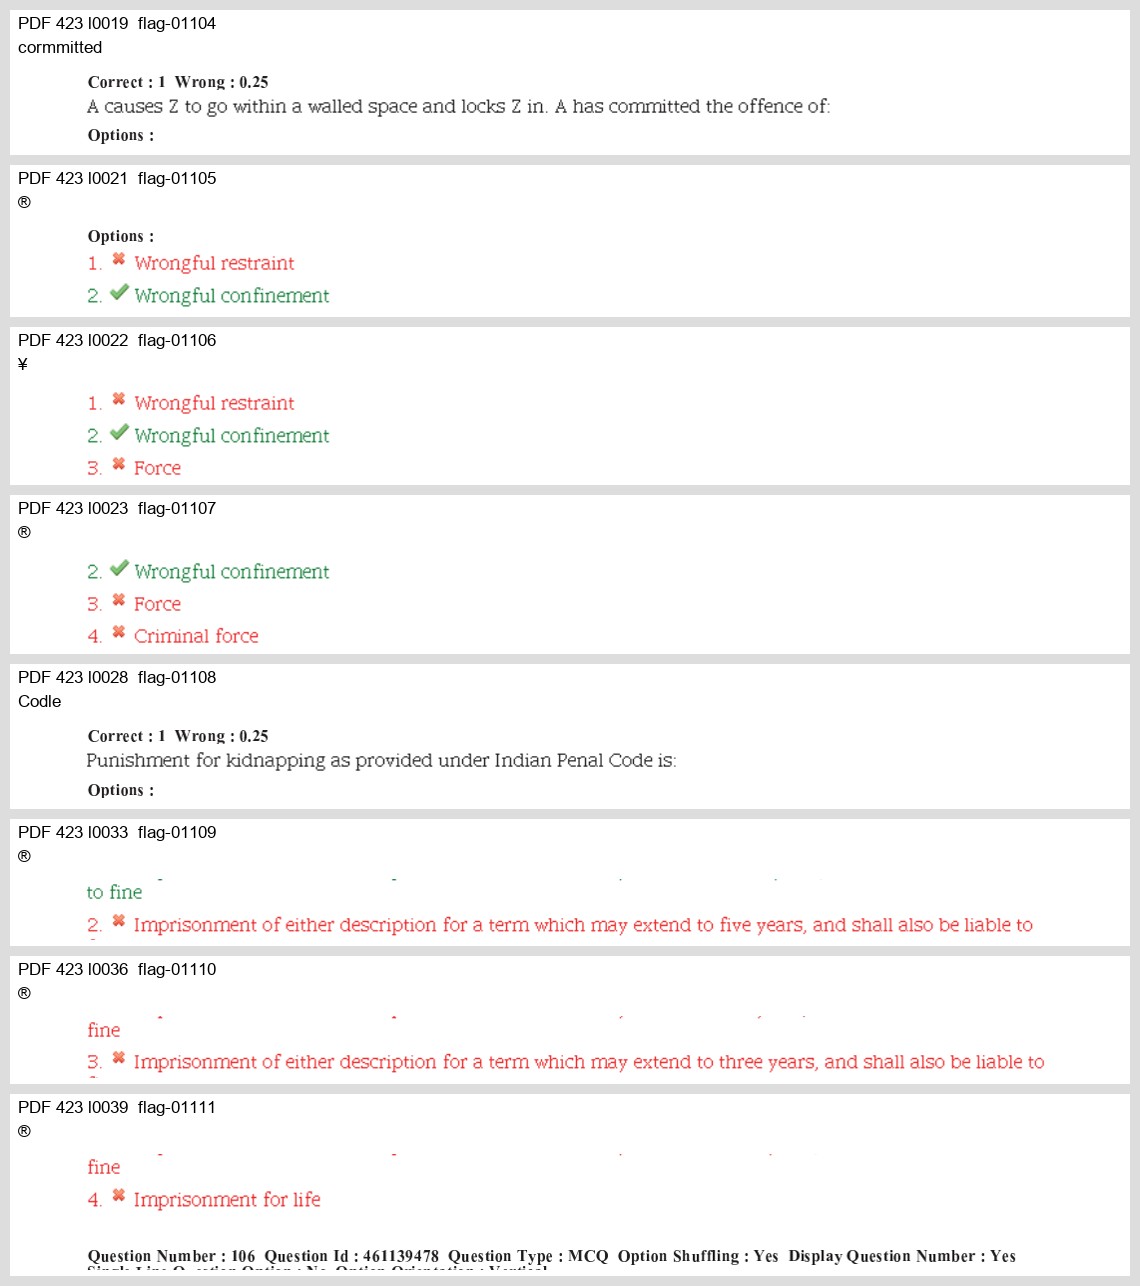 PDF 423 l0019 flag-01104
cormmitted
Correct : 1 Wrong : 0.25
A causes Z to go within a walled space and locks Z in. A has committed the offence of:
Options :
PDF 423 l0021 flag-01105
®
Options :
1. ✖ Wrongful restraint
2. ✔ Wrongful confinement
PDF 423 l0022 flag-01106
¥
1. ✖ Wrongful restraint
2. ✔ Wrongful confinement
3. ✖ Force
PDF 423 l0023 flag-01107
®
2. ✔ Wrongful confinement
3. ✖ Force
4. ✖ Criminal force
PDF 423 l0028 flag-01108
Codle
Correct : 1 Wrong : 0.25
Punishment for kidnapping as provided under Indian Penal Code is:
Options :
PDF 423 l0033 flag-01109
®
to fine
2. ✖ Imprisonment of either description for a term which may extend to five years, and shall also be liable to
PDF 423 l0036 flag-01110
®
fine
3. ✖ Imprisonment of either description for a term which may extend to three years, and shall also be liable to
PDF 423 l0039 flag-01111
®
fine
4. ✖ Imprisonment for life
Question Number : 106 Question Id : 461139478 Question Type : MCQ Option Shuffling : Yes Display Question Number : Yes